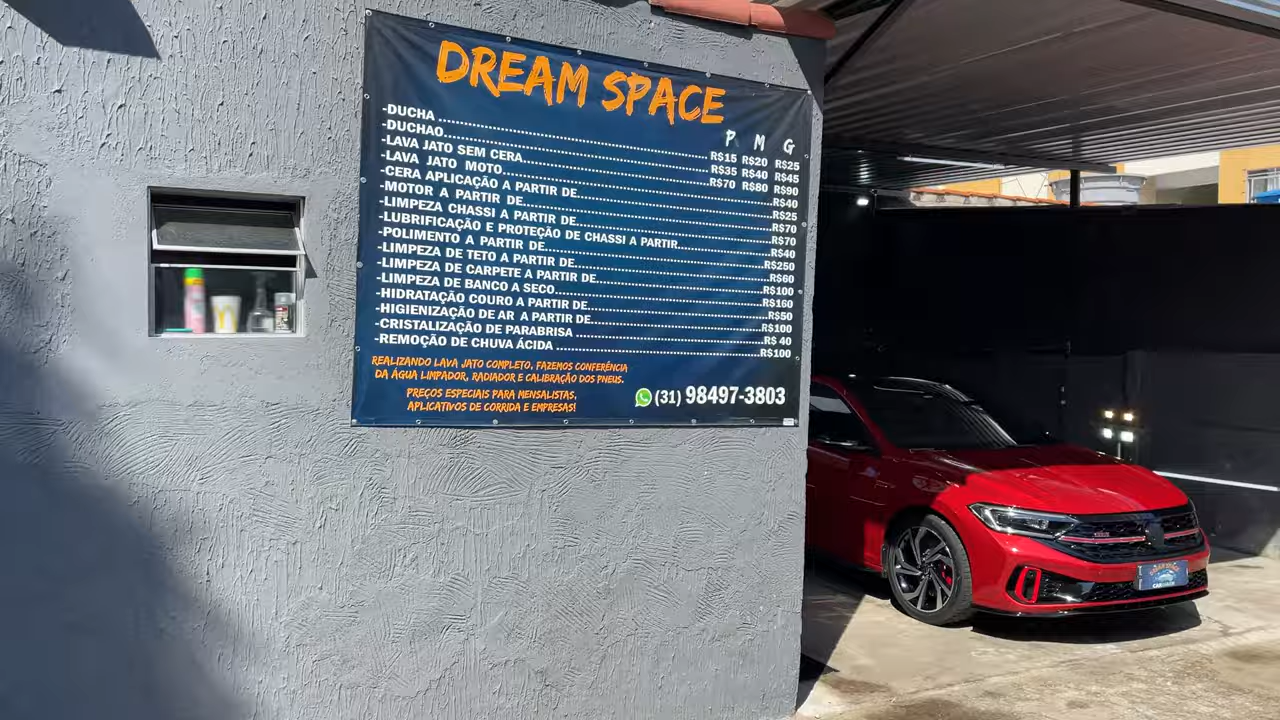 DREAM SPACE
P M G
-DUCHA ........ R$15 R$20 R$25
-DUCHAO........ R$35 R$40 R$45
-LAVA JATO SEM CERA........ R$70 R$80 R$90
-LAVA JATO MOTO........ R$40
-CERA APLICAÇÃO A PARTIR DE........ R$25
-MOTOR A PARTIR DE........ R$70
-LIMPEZA CHASSI A PARTIR DE........ R$70
-LUBRIFICAÇÃO E PROTEÇÃO DE CHASSI A PARTIR........ R$40
-POLIMENTO A PARTIR DE........ R$250
-LIMPEZA DE TETO A PARTIR DE........ R$60
-LIMPEZA DE CARPETE A PARTIR DE........ R$100
-LIMPEZA DE BANCO A SECO........ R$160
-HIDRATAÇÃO COURO A PARTIR DE........ R$50
-HIGIENIZAÇÃO DE AR A PARTIR DE........ R$100
-CRISTALIZAÇÃO DE PARABRISA ........ R$ 40
-REMOÇÃO DE CHUVA ÁCIDA ........ R$100
REALIZANDO LAVA JATO COMPLETO, FAZEMOS CONFERÊNCIA
DA ÁGUA LIMPADOR, RADIADOR E CALIBRAÇÃO DOS PNEUS.
PREÇOS ESPECIAIS PARA MENSALISTAS,
APLICATIVOS DE CORRIDA E EMPRESAS!
(31) 98497-3803